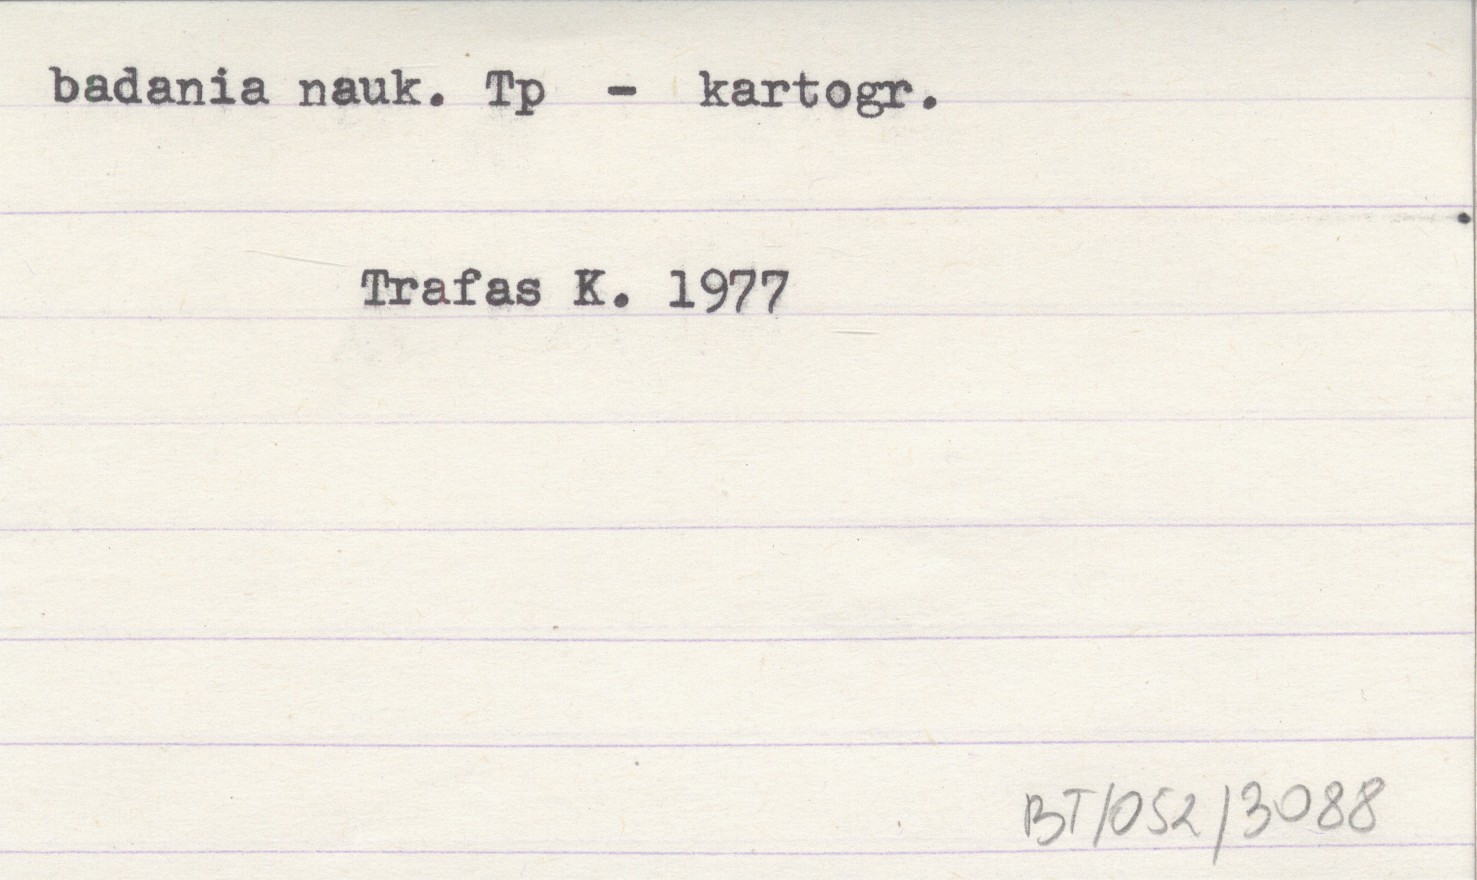 badania nauk. Tp - kartogr.
Trafas K. 1977
BT/052/3088